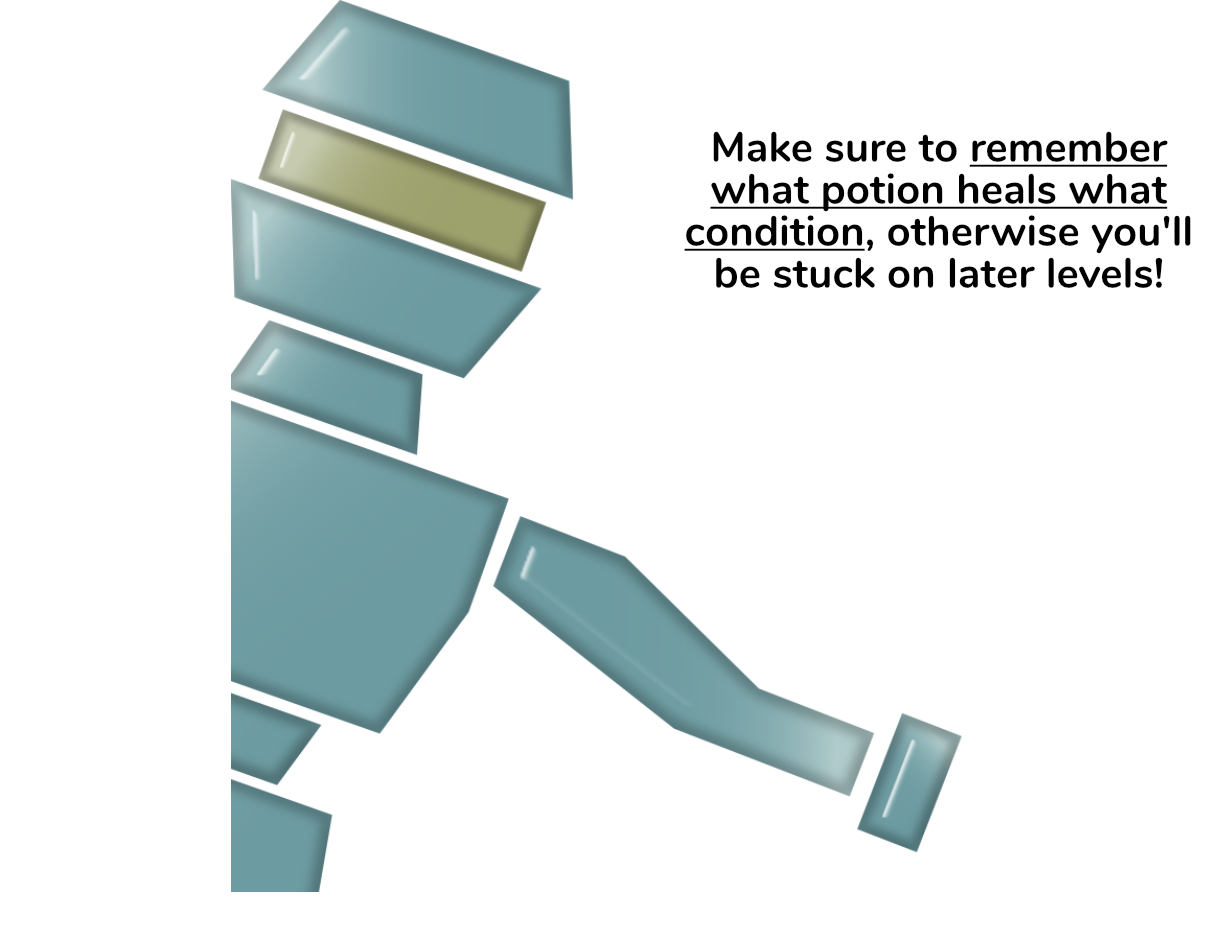 Make sure to remember
what potion heals what
condition, otherwise you'll
be stuck on later levels!